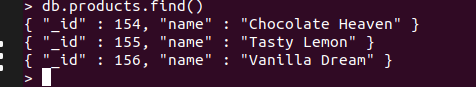 > db.products.find()
{ "_id" : 154, "name" : "Chocolate Heaven" }
{ "_id" : 155, "name" : "Tasty Lemon" }
{ "_id" : 156, "name" : "Vanilla Dream" }
>